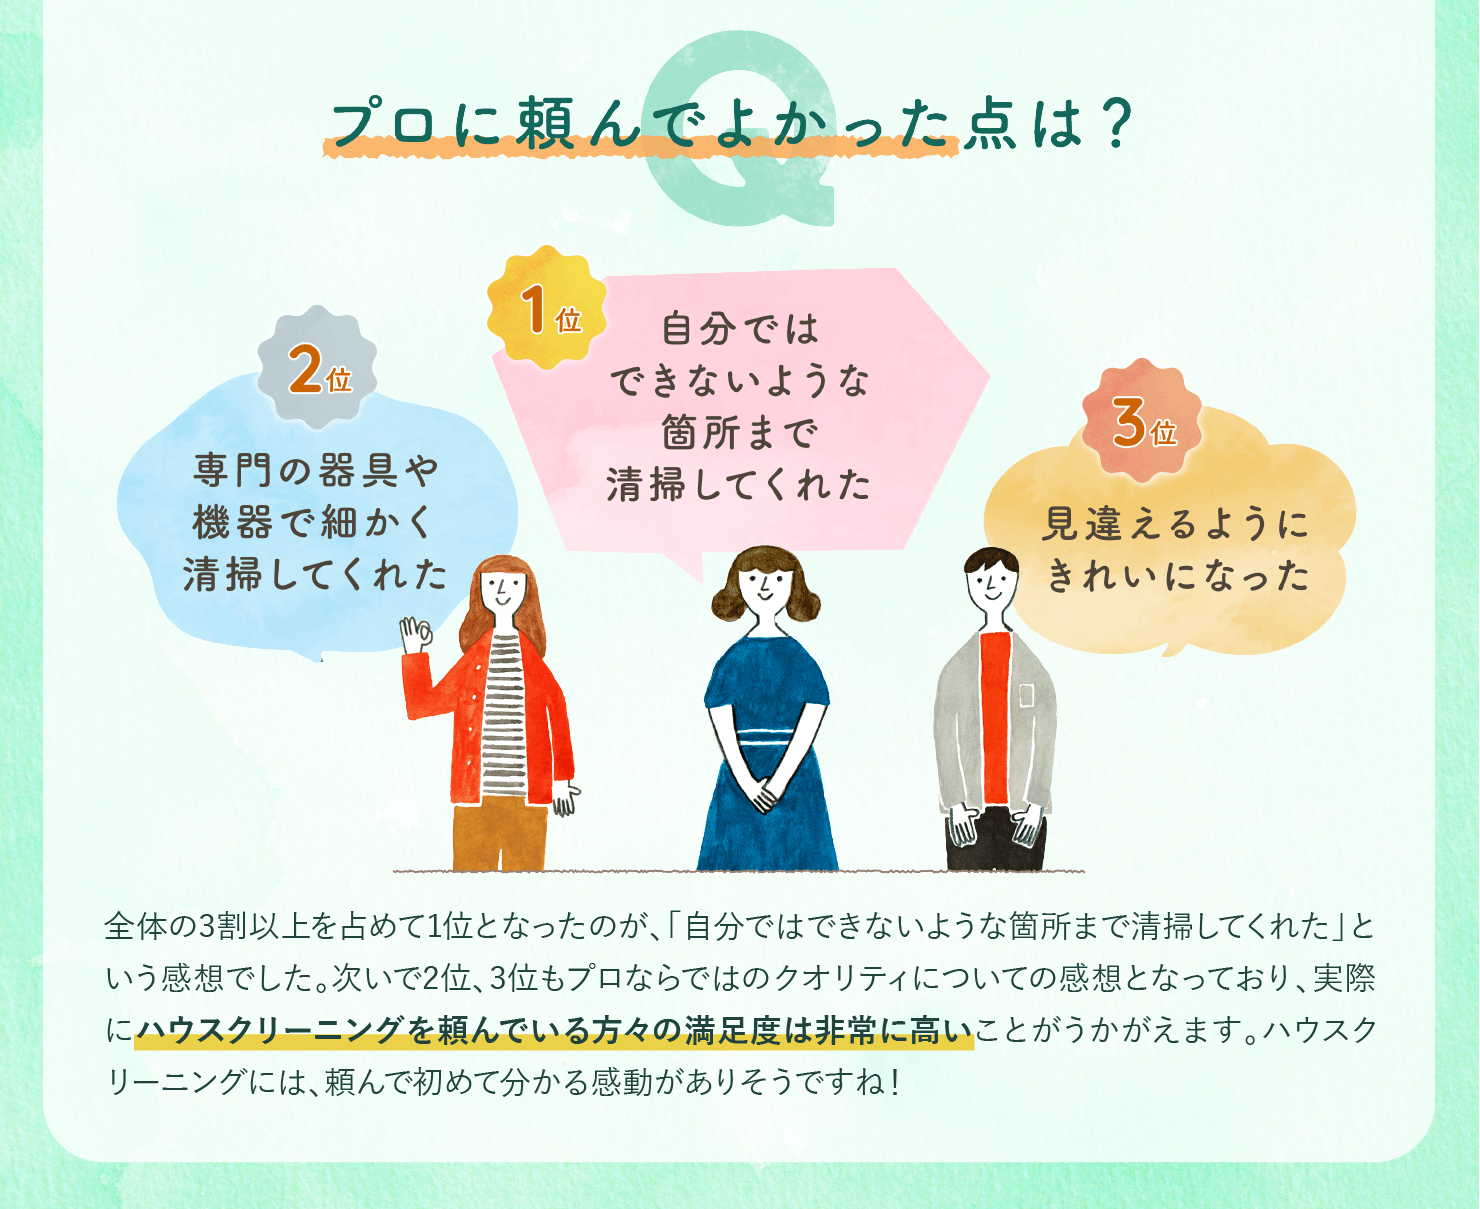 Q
プロに頼んでよかった点は？
1位
自分では
できないような
箇所まで
清掃してくれた
2位
専門の器具や
機器で細かく
清掃してくれた
3位
見違えるように
きれいになった
全体の3割以上を占めて1位となったのが、「自分ではできないような箇所まで清掃してくれた」と
いう感想でした。次いで2位、3位もプロならではのクオリティについての感想となっており、実際
にハウスクリーニングを頼んでいる方々の満足度は非常に高いことがうかがえます。ハウスク
リーニングには、頼んで初めて分かる感動がありそうですね！